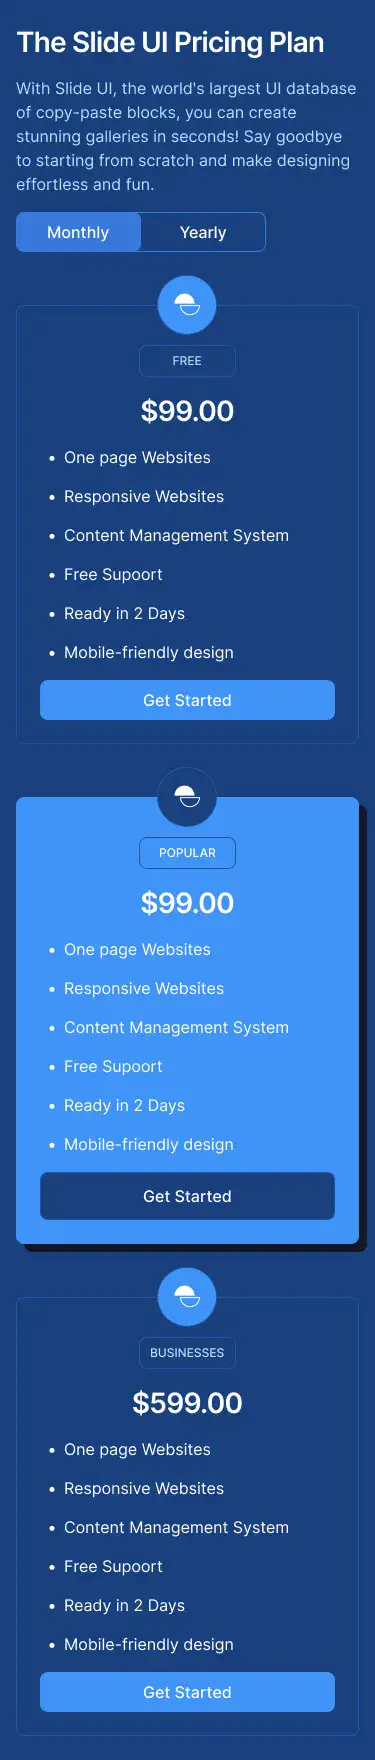 The Slide UI Pricing Plan
With Slide UI, the world's largest UI database
of copy-paste blocks, you can create
stunning galleries in seconds! Say goodbye
to starting from scratch and make designing
effortless and fun.
Monthly
Yearly
FREE
$99.00
• One page Websites
• Responsive Websites
• Content Management System
• Free Supoort
• Ready in 2 Days
• Mobile-friendly design
Get Started
POPULAR
$99.00
• One page Websites
• Responsive Websites
• Content Management System
• Free Supoort
• Ready in 2 Days
• Mobile-friendly design
Get Started
BUSINESSES
$599.00
• One page Websites
• Responsive Websites
• Content Management System
• Free Supoort
• Ready in 2 Days
• Mobile-friendly design
Get Started